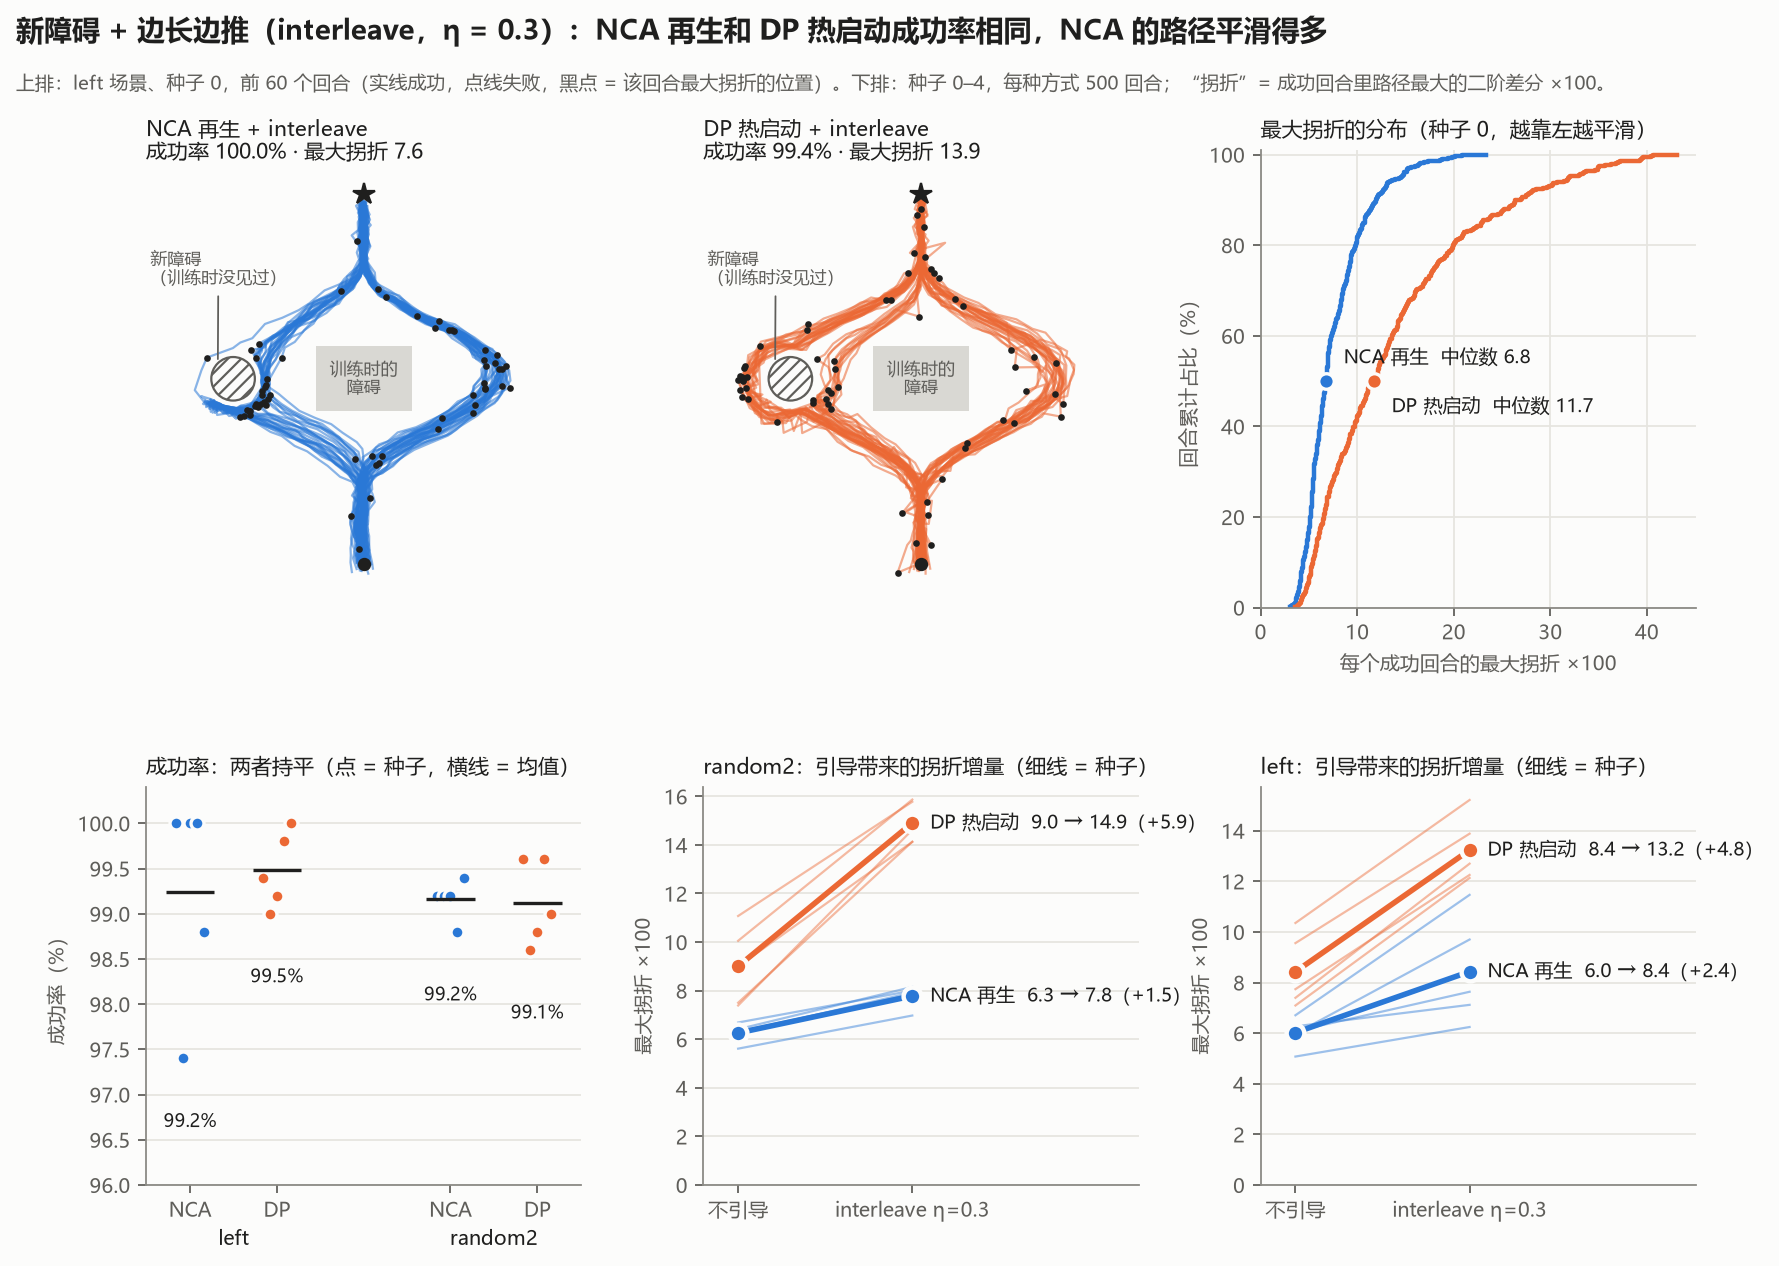 新障碍 + 边长边推（interleave，η = 0.3）：NCA 再生和 DP 热启动成功率相同，NCA 的路径平滑得多
上排：left 场景、种子 0，前 60 个回合（实线成功，点线失败，黑点 = 该回合最大拐折的位置）。下排：种子 0–4，每种方式 500 回合；“拐折” = 成功回合里路径最大的二阶差分 ×100。
NCA 再生 + interleave
成功率 100.0% · 最大拐折 7.6
新障碍
（训练时没见过）
训练时的
障碍
DP 热启动 + interleave
成功率 99.4% · 最大拐折 13.9
新障碍
（训练时没见过）
训练时的
障碍
最大拐折的分布（种子 0，越靠左越平滑）
回合累计占比（%）
100
80
60
40
20
0
NCA 再生 中位数 6.8
DP 热启动 中位数 11.7
0 10 20 30 40
每个成功回合的最大拐折 ×100
成功率：两者持平（点 = 种子，横线 = 均值）
成功率（%）
100.0
99.5
99.0
98.5
98.0
97.5
97.0
96.5
96.0
99.2%
99.5%
99.2%
99.1%
NCA DP NCA DP
left random2
random2：引导带来的拐折增量（细线 = 种子）
最大拐折 ×100
16
14
12
10
8
6
4
2
0
DP 热启动 9.0 → 14.9（+5.9）
NCA 再生 6.3 → 7.8（+1.5）
不引导 interleave η=0.3
left：引导带来的拐折增量（细线 = 种子）
最大拐折 ×100
14
12
10
8
6
4
2
0
DP 热启动 8.4 → 13.2（+4.8）
NCA 再生 6.0 → 8.4（+2.4）
不引导 interleave η=0.3